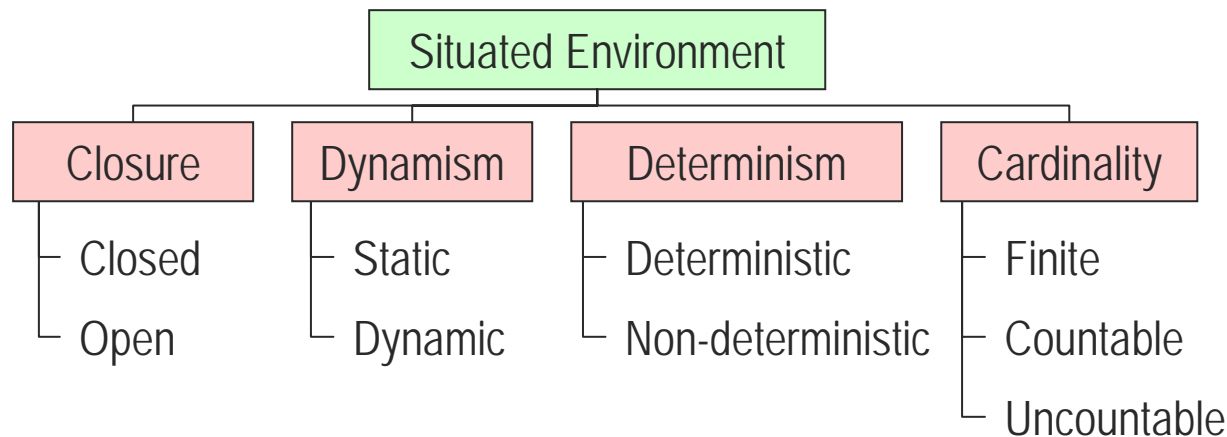 Situated Environment
Closure
Dynamism
Determinism
Cardinality
Closed
Open
Static
Dynamic
Deterministic
Non-deterministic
Finite
Countable
Uncountable